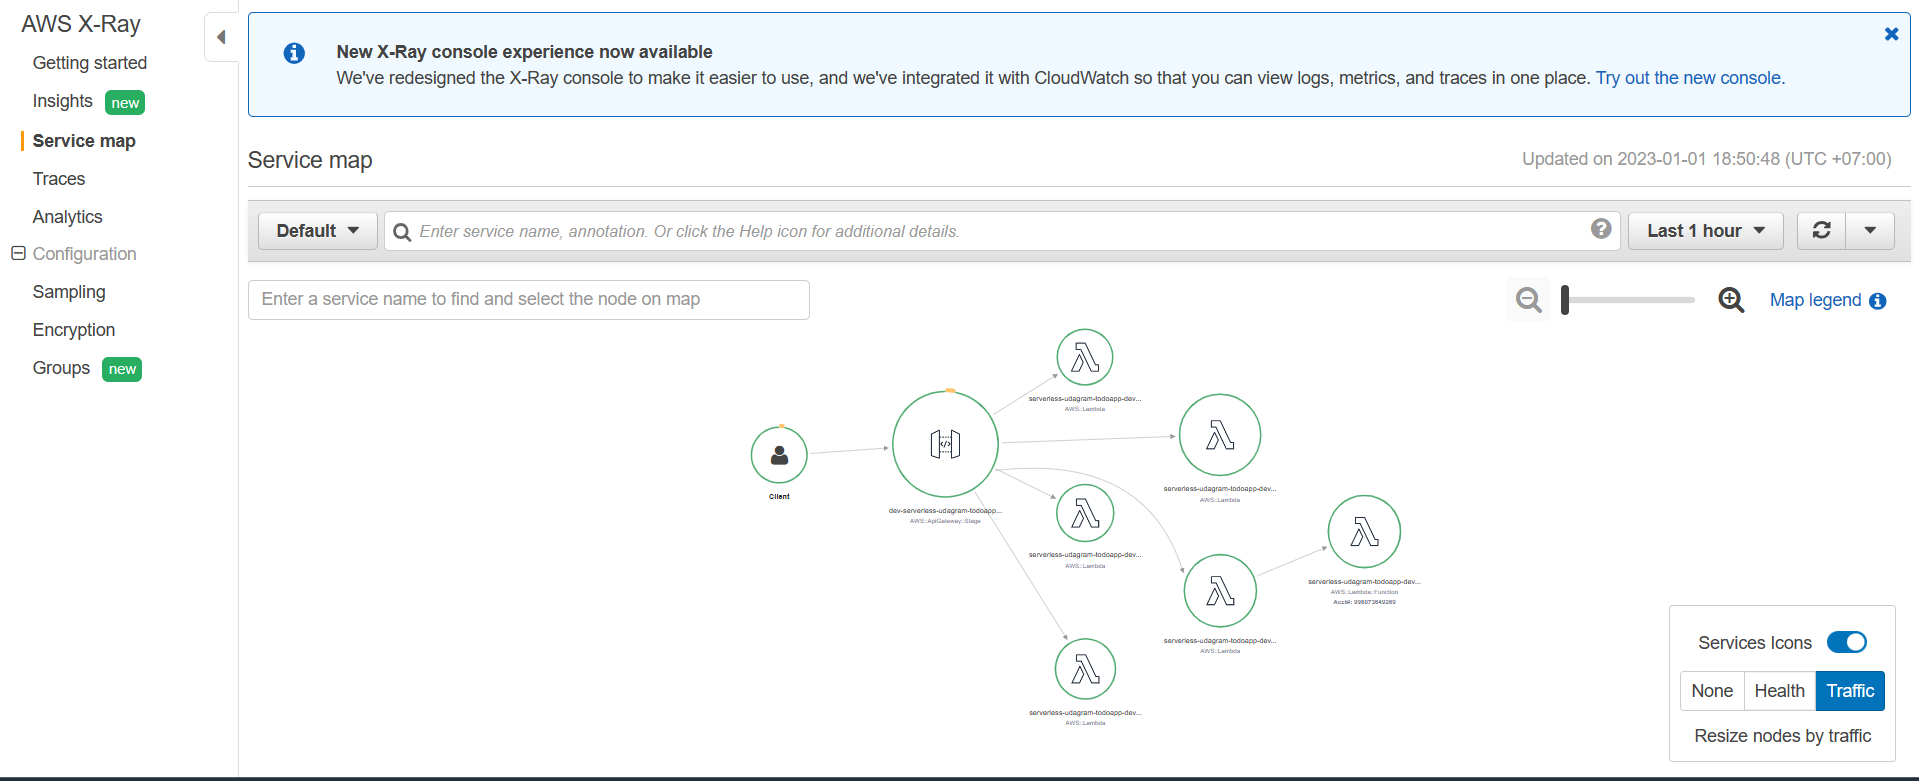 AWS X-Ray
Getting started
Insights new
Service map
Traces
Analytics
Configuration
Sampling
Encryption
Groups new
New X-Ray console experience now available
We've redesigned the X-Ray console to make it easier to use, and we've integrated it with CloudWatch so that you can view logs, metrics, and traces in one place. Try out the new console.
Service map
Updated on 2023-01-01 18:50:48 (UTC +07:00)
Default
Enter service name, annotation. Or click the Help icon for additional details.
Last 1 hour
Enter a service name to find and select the node on map
Map legend
serverless-udagram-todoapp-dev...
AWS::Lambda
Client
dev-serverless-udagram-todoapp...
AWS::ApiGateway::Stage
serverless-udagram-todoapp-dev...
AWS::Lambda
serverless-udagram-todoapp-dev...
AWS::Lambda
serverless-udagram-todoapp-dev...
AWS::Lambda::Function
Acct#: 998073649269
serverless-udagram-todoapp-dev...
AWS::Lambda
serverless-udagram-todoapp-dev...
AWS::Lambda
Services Icons
None Health Traffic
Resize nodes by traffic